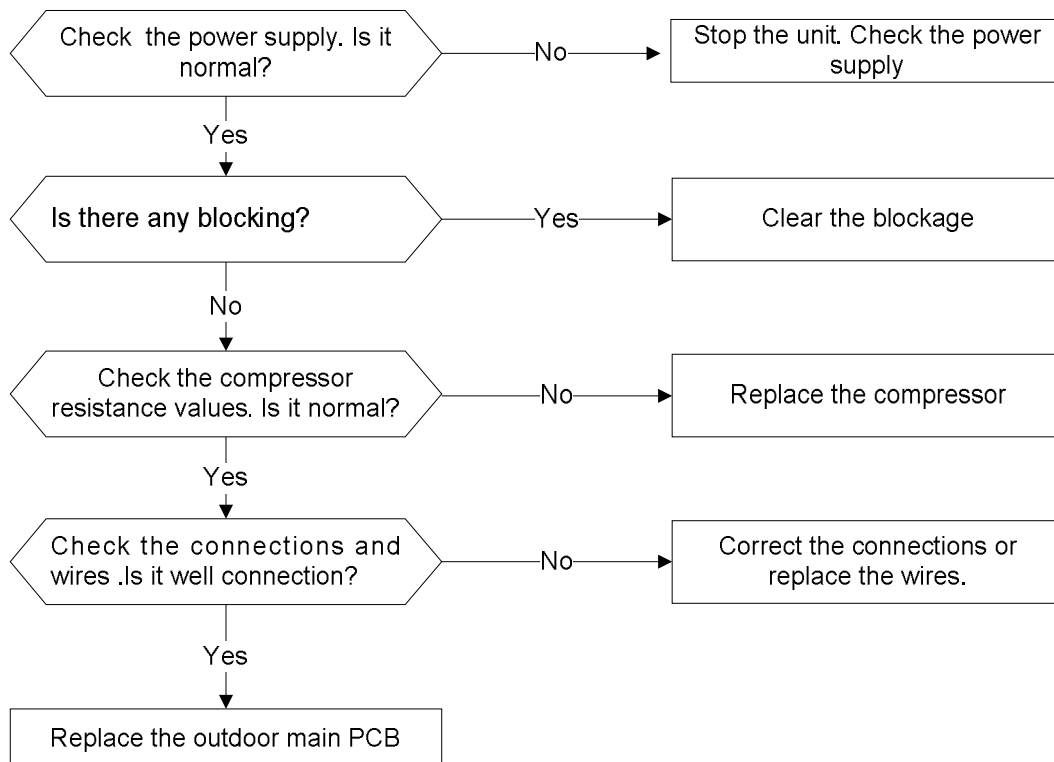 Check the power supply. Is it
normal?
No
Stop the unit. Check the power
supply
Yes
Is there any blocking?
Yes
Clear the blockage
No
Check the compressor
resistance values. Is it normal?
No
Replace the compressor
Yes
Check the connections and
wires .Is it well connection?
No
Correct the connections or
replace the wires.
Yes
Replace the outdoor main PCB